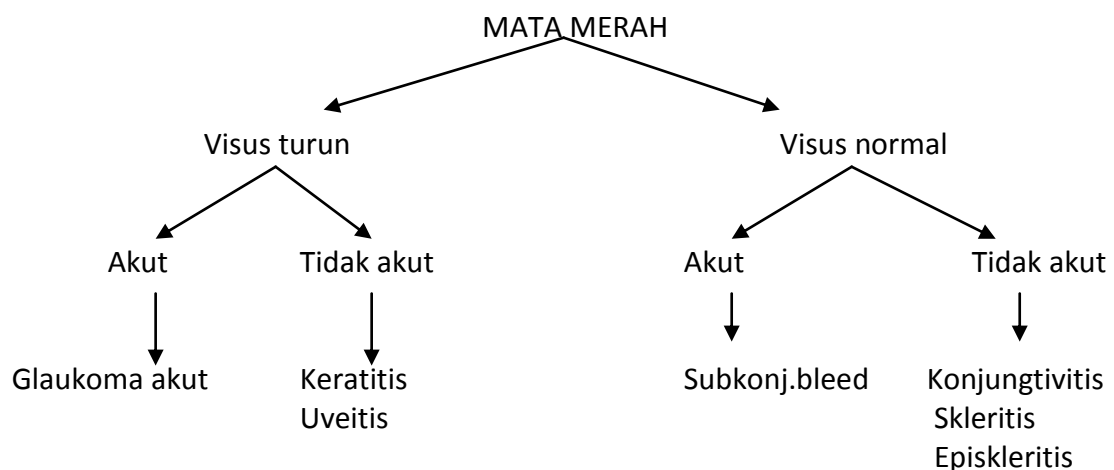 MATA MERAH
Visus turun
Visus normal
Akut
Tidak akut
Akut
Tidak akut
Glaukoma akut
Keratitis
Uveitis
Subkonj.bleed
Konjungtivitis
Skleritis
Episkleritis